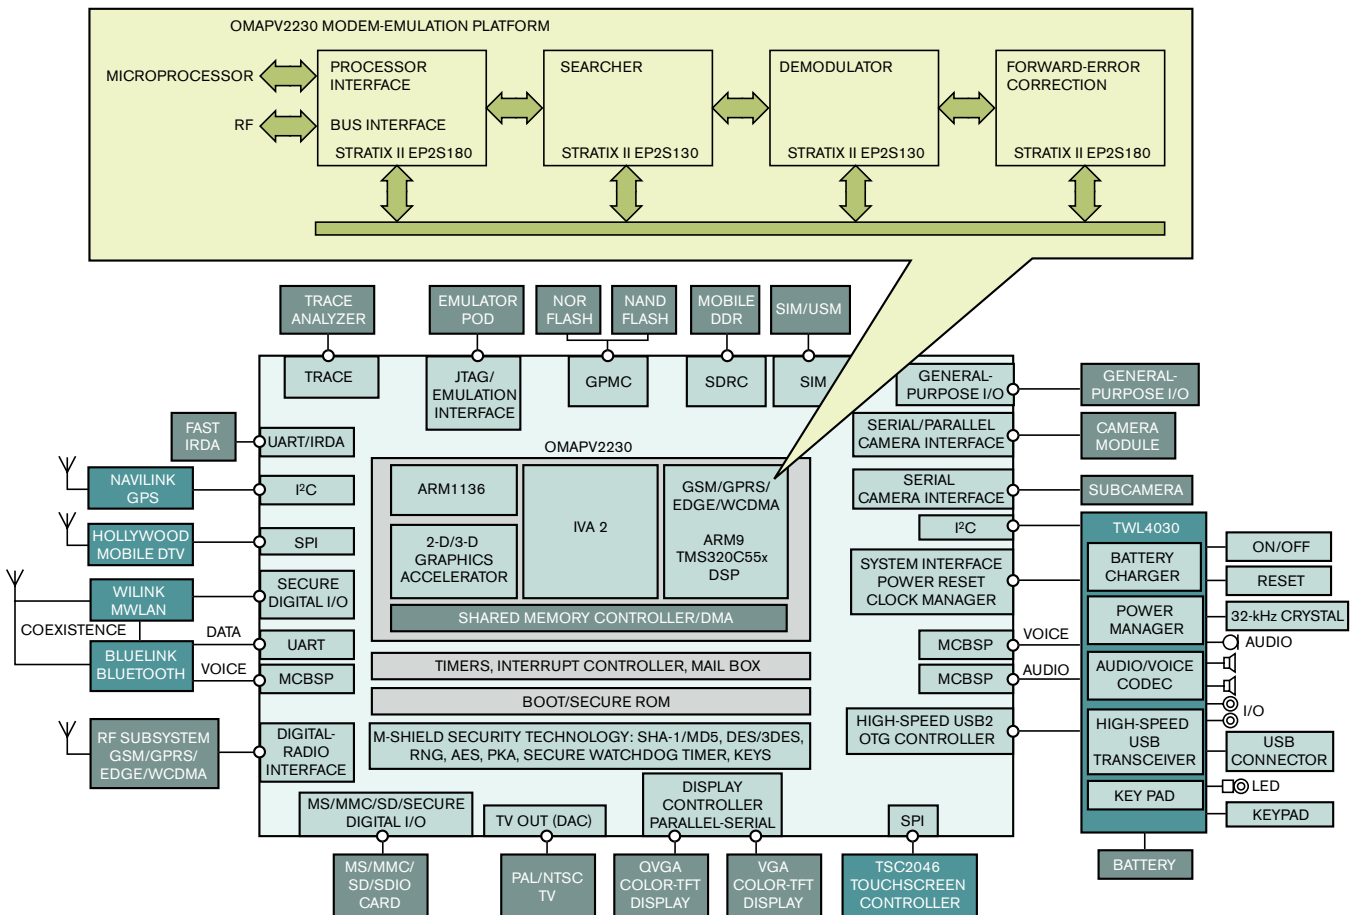 OMAPV2230 MODEM-EMULATION PLATFORM
MICROPROCESSOR
RF
PROCESSOR
INTERFACE
BUS INTERFACE
STRATIX II EP2S180
SEARCHER
STRATIX II EP2S130
DEMODULATOR
STRATIX II EP2S130
FORWARD-ERROR
CORRECTION
STRATIX II EP2S180
TRACE
ANALYZER
EMULATOR
POD
NOR
FLASH
NAND
FLASH
MOBILE
DDR
SIM/USM
TRACE
JTAG/
EMULATION
INTERFACE
GPMC
SDRC
SIM
GENERAL-
PURPOSE I/O
GENERAL-
PURPOSE I/O
FAST
IRDA
UART/IRDA
SERIAL/PARALLEL
CAMERA INTERFACE
CAMERA
MODULE
OMAPV2230
NAVILINK
GPS
I²C
ARM1136
IVA 2
GSM/GPRS/
EDGE/WCDMA
ARM9
TMS320C55x
DSP
SERIAL
CAMERA INTERFACE
SUBCAMERA
HOLLYWOOD
MOBILE DTV
SPI
2-D/3-D
GRAPHICS
ACCELERATOR
I²C
TWL4030
BATTERY
CHARGER
ON/OFF
RESET
WILINK
MWLAN
SECURE
DIGITAL I/O
SYSTEM INTERFACE
POWER RESET
CLOCK MANAGER
POWER
MANAGER
32-kHz CRYSTAL
SHARED MEMORY CONTROLLER/DMA
COEXISTENCE
DATA
UART
MCBSP
VOICE
AUDIO
BLUELINK
BLUETOOTH
VOICE
MCBSP
TIMERS, INTERRUPT CONTROLLER, MAIL BOX
MCBSP
AUDIO
AUDIO/VOICE
CODEC
BOOT/SECURE ROM
I/O
RF SUBSYSTEM
GSM/GPRS/
EDGE/WCDMA
DIGITAL-
RADIO
INTERFACE
M-SHIELD SECURITY TECHNOLOGY: SHA-1/MD5, DES/3DES,
RNG, AES, PKA, SECURE WATCHDOG TIMER, KEYS
HIGH-SPEED USB2
OTG CONTROLLER
HIGH-SPEED
USB
TRANSCEIVER
USB
CONNECTOR
LED
KEY PAD
KEYPAD
MS/MMC/SD/SECURE
DIGITAL I/O
TV OUT (DAC)
DISPLAY
CONTROLLER
PARALLEL-SERIAL
SPI
BATTERY
MS/MMC/
SD/SDIO
CARD
PAL/NTSC
TV
QVGA
COLOR-TFT
DISPLAY
VGA
COLOR-TFT
DISPLAY
TSC2046
TOUCHSCREEN
CONTROLLER